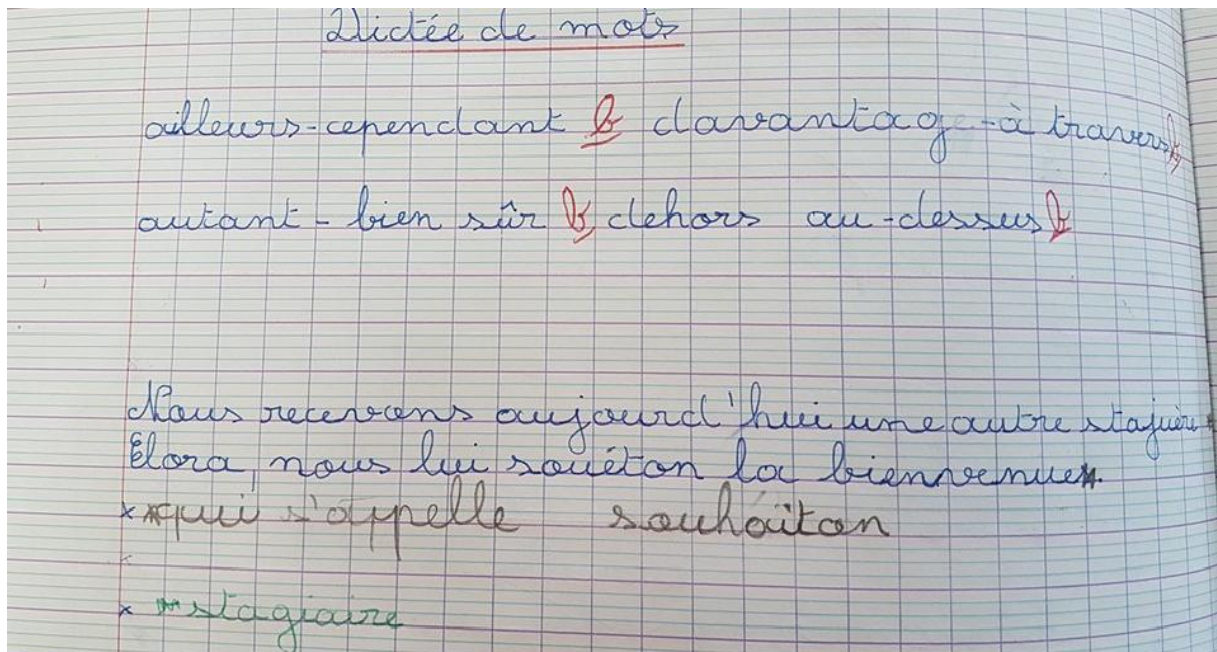 Dictée de mots
ailleurs-cependant b davantage-à travers b
autant-bien sûr b dehors au-dessus b
Nous recevons aujourd'hui une autre stajière
Elora, nous lui souéton la bienvenue.
x qui s'appelle souhaiton
x stagiaire